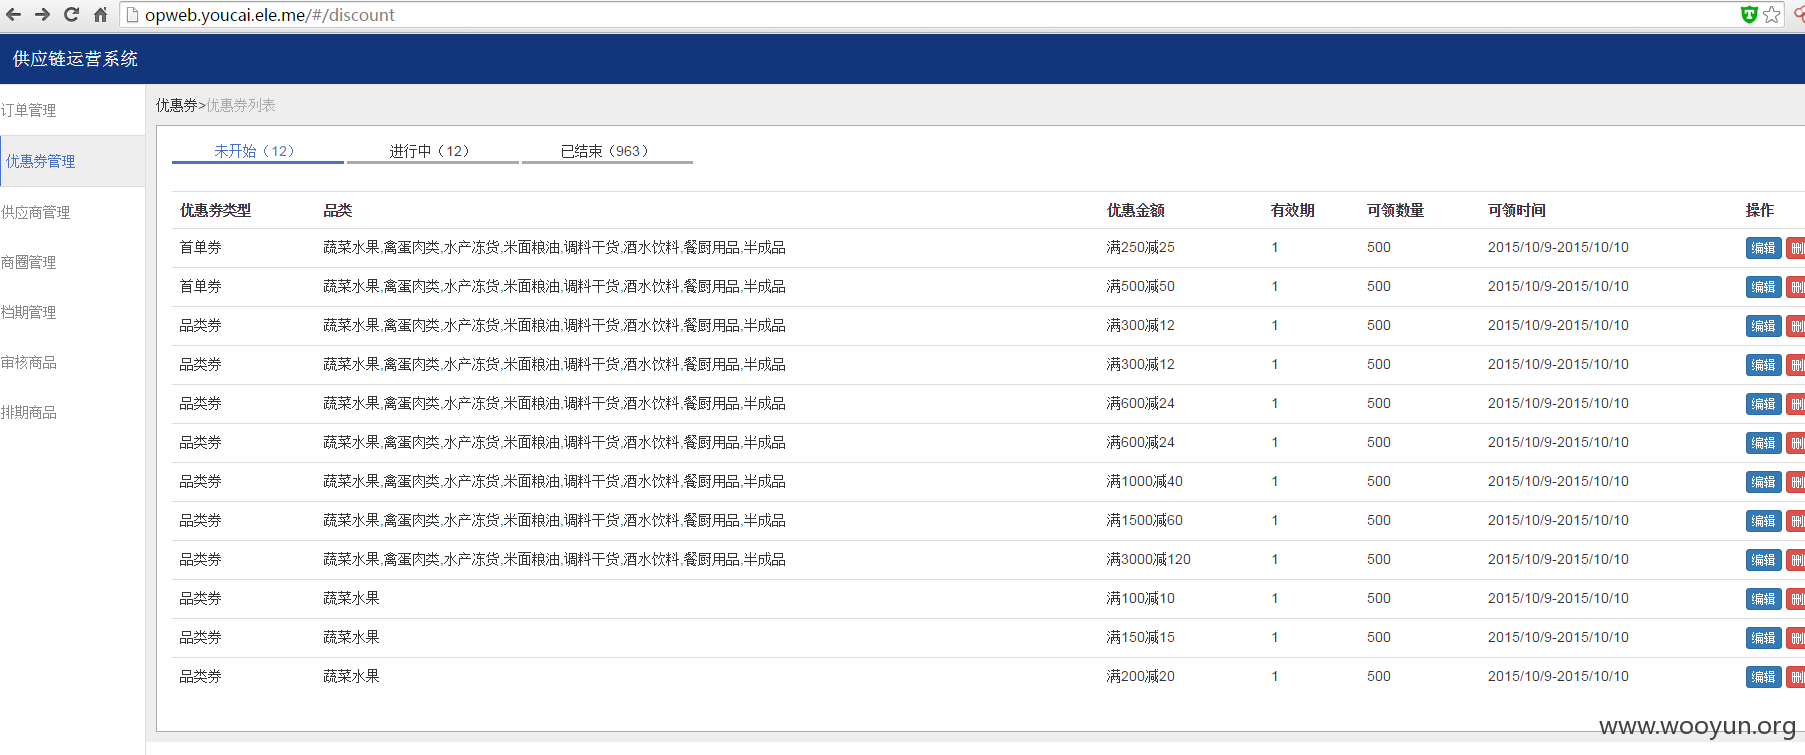 opweb.youcai.ele.me/#/discount
供应链运营系统
订单管理
优惠券管理
供应商管理
商圈管理
档期管理
审核商品
排期商品
优惠券>优惠券列表
未开始（12） 进行中（12） 已结束（963）
优惠券类型 品类 优惠金额 有效期 可领数量 可领时间 操作
首单券 蔬菜水果,禽蛋肉类,水产冻货,米面粮油,调料干货,酒水饮料,餐厨用品,半成品 满250减25 1 500 2015/10/9-2015/10/10 编辑
首单券 蔬菜水果,禽蛋肉类,水产冻货,米面粮油,调料干货,酒水饮料,餐厨用品,半成品 满500减50 1 500 2015/10/9-2015/10/10 编辑
品类券 蔬菜水果,禽蛋肉类,水产冻货,米面粮油,调料干货,酒水饮料,餐厨用品,半成品 满300减12 1 500 2015/10/9-2015/10/10 编辑
品类券 蔬菜水果,禽蛋肉类,水产冻货,米面粮油,调料干货,酒水饮料,餐厨用品,半成品 满300减12 1 500 2015/10/9-2015/10/10 编辑
品类券 蔬菜水果,禽蛋肉类,水产冻货,米面粮油,调料干货,酒水饮料,餐厨用品,半成品 满600减24 1 500 2015/10/9-2015/10/10 编辑
品类券 蔬菜水果,禽蛋肉类,水产冻货,米面粮油,调料干货,酒水饮料,餐厨用品,半成品 满600减24 1 500 2015/10/9-2015/10/10 编辑
品类券 蔬菜水果,禽蛋肉类,水产冻货,米面粮油,调料干货,酒水饮料,餐厨用品,半成品 满1000减40 1 500 2015/10/9-2015/10/10 编辑
品类券 蔬菜水果,禽蛋肉类,水产冻货,米面粮油,调料干货,酒水饮料,餐厨用品,半成品 满1500减60 1 500 2015/10/9-2015/10/10 编辑
品类券 蔬菜水果,禽蛋肉类,水产冻货,米面粮油,调料干货,酒水饮料,餐厨用品,半成品 满3000减120 1 500 2015/10/9-2015/10/10 编辑
品类券 蔬菜水果 满100减10 1 500 2015/10/9-2015/10/10 编辑
品类券 蔬菜水果 满150减15 1 500 2015/10/9-2015/10/10 编辑
品类券 蔬菜水果 满200减20 1 500 2015/10/9-2015/10/10 编辑
www.wooyun.org